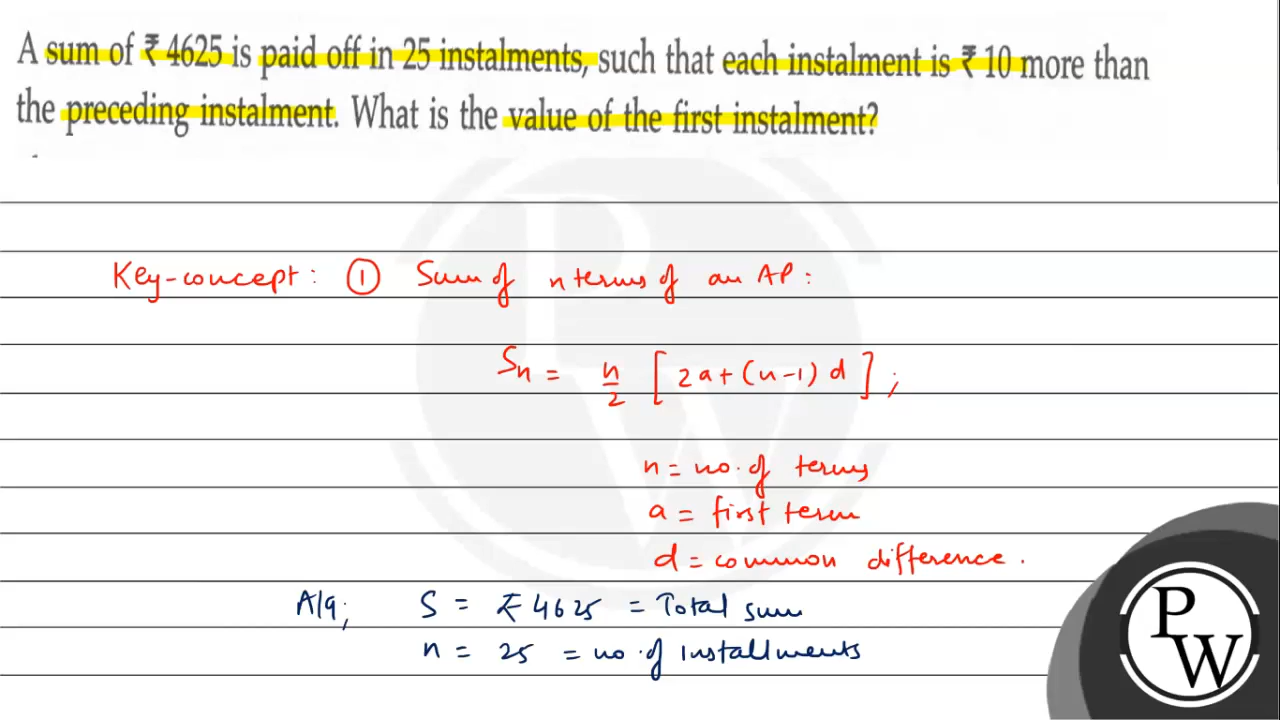 A sum of ₹ 4625 is paid off in 25 instalments, such that each instalment is ₹ 10 more than
the preceding instalment. What is the value of the first instalment?
Key-concept: ① Sum of n terms of an AP:
Sn = n/2 [2a+(n-1) d];
n = no. of terms
a = first term
d = common difference.
A/q; S = ₹ 4625 = Total sum
n = 25 = no. of installments
PW
PW